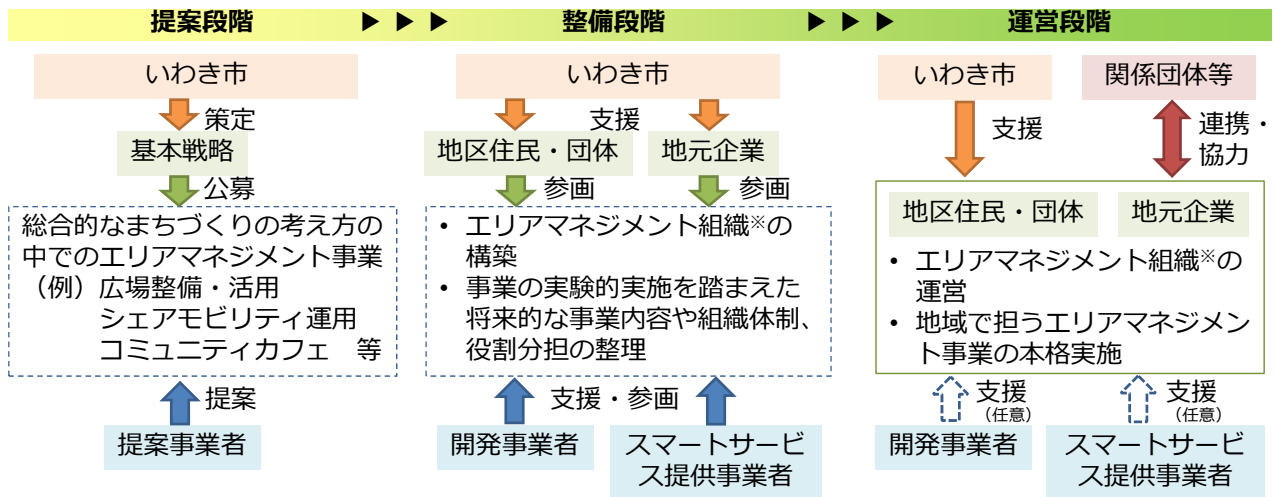 提案段階 ▶ ▶ ▶ 整備段階 ▶ ▶ ▶ 運営段階
いわき市
策定
基本戦略
公募
総合的なまちづくりの考え方の
中でのエリアマネジメント事業
（例）広場整備・活用
シェアモビリティ運用
コミュニティカフェ　等
提案
提案事業者
いわき市
支援
地区住民・団体
地元企業
参画
参画
• エリアマネジメント組織※の
構築
• 事業の実験的実施を踏まえた
将来的な事業内容や組織体制、
役割分担の整理
支援・参画
開発事業者
スマートサービ
ス提供事業者
いわき市
関係団体等
支援
連携・
協力
地区住民・団体
地元企業
• エリアマネジメント組織※の
運営
• 地域で担うエリアマネジメン
ト事業の本格実施
支援
（任意）
支援
（任意）
開発事業者
スマートサービ
ス提供事業者